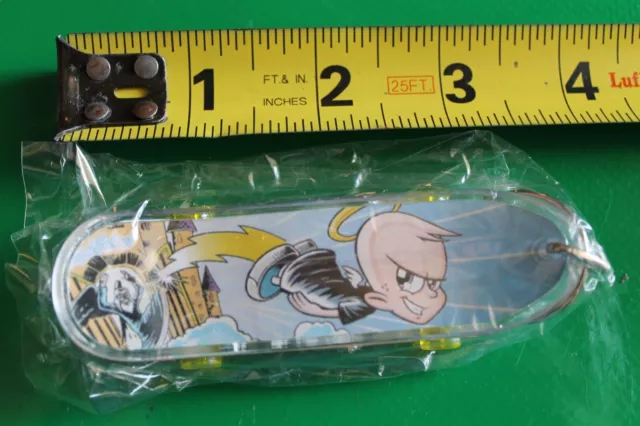 1 FT.& IN. 2 25FT. 3 4 Luf
INCHES